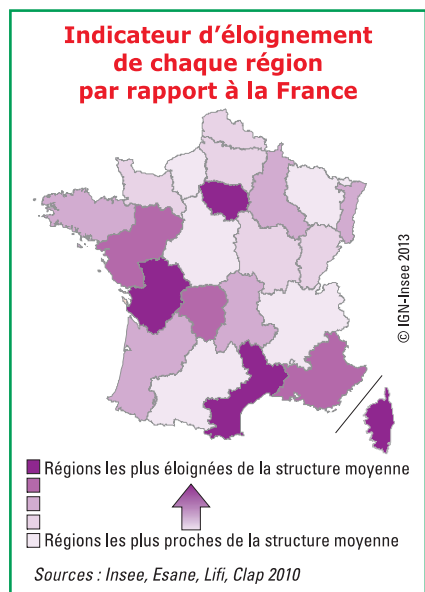 Indicateur d'éloignement
de chaque région
par rapport à la France
© IGN-Insee 2013
Régions les plus éloignées de la structure moyenne
Régions les plus proches de la structure moyenne
Sources : Insee, Esane, Lifi, Clap 2010